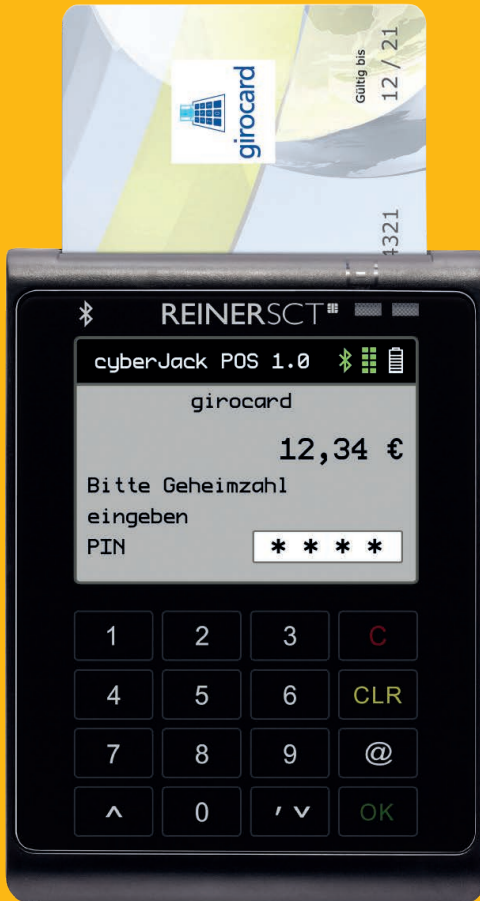 girocard
Gültig bis
12 / 21
4321
REINERSCT
cyberJack POS 1.0
girocard
12,34 €
Bitte Geheimzahl
eingeben
PIN * * * *
1 2 3 C
4 5 6 CLR
7 8 9 @
^ 0 ' v OK